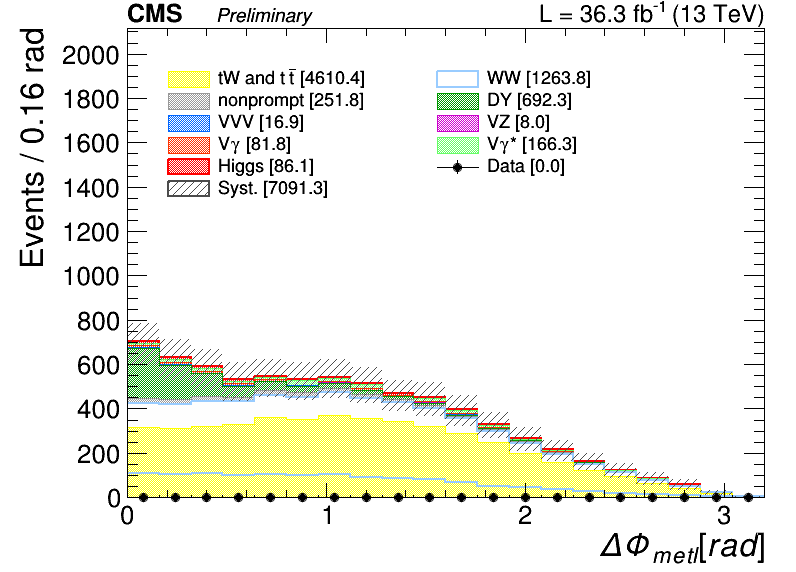 CMS Preliminary L = 36.3 fb⁻¹ (13 TeV)
Events / 0.16 rad
2000
1800
1600
1400
1200
1000
800
600
400
200
0
tW and tt̄ [4610.4]
nonprompt [251.8]
VVV [16.9]
Vγ [81.8]
Higgs [86.1]
Syst. [7091.3]
WW [1263.8]
DY [692.3]
VZ [8.0]
Vγ* [166.3]
Data [0.0]
0 1 2 3
ΔΦmetl[rad]